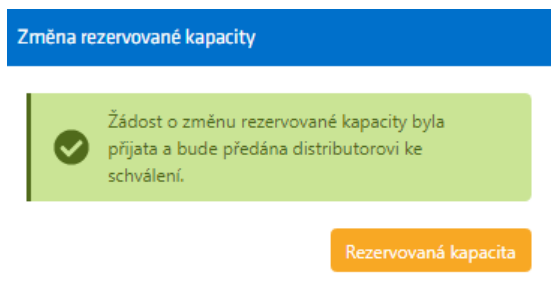 Změna rezervované kapacity
Žádost o změnu rezervované kapacity byla
přijata a bude předána distributorovi ke
schválení.
Rezervovaná kapacita